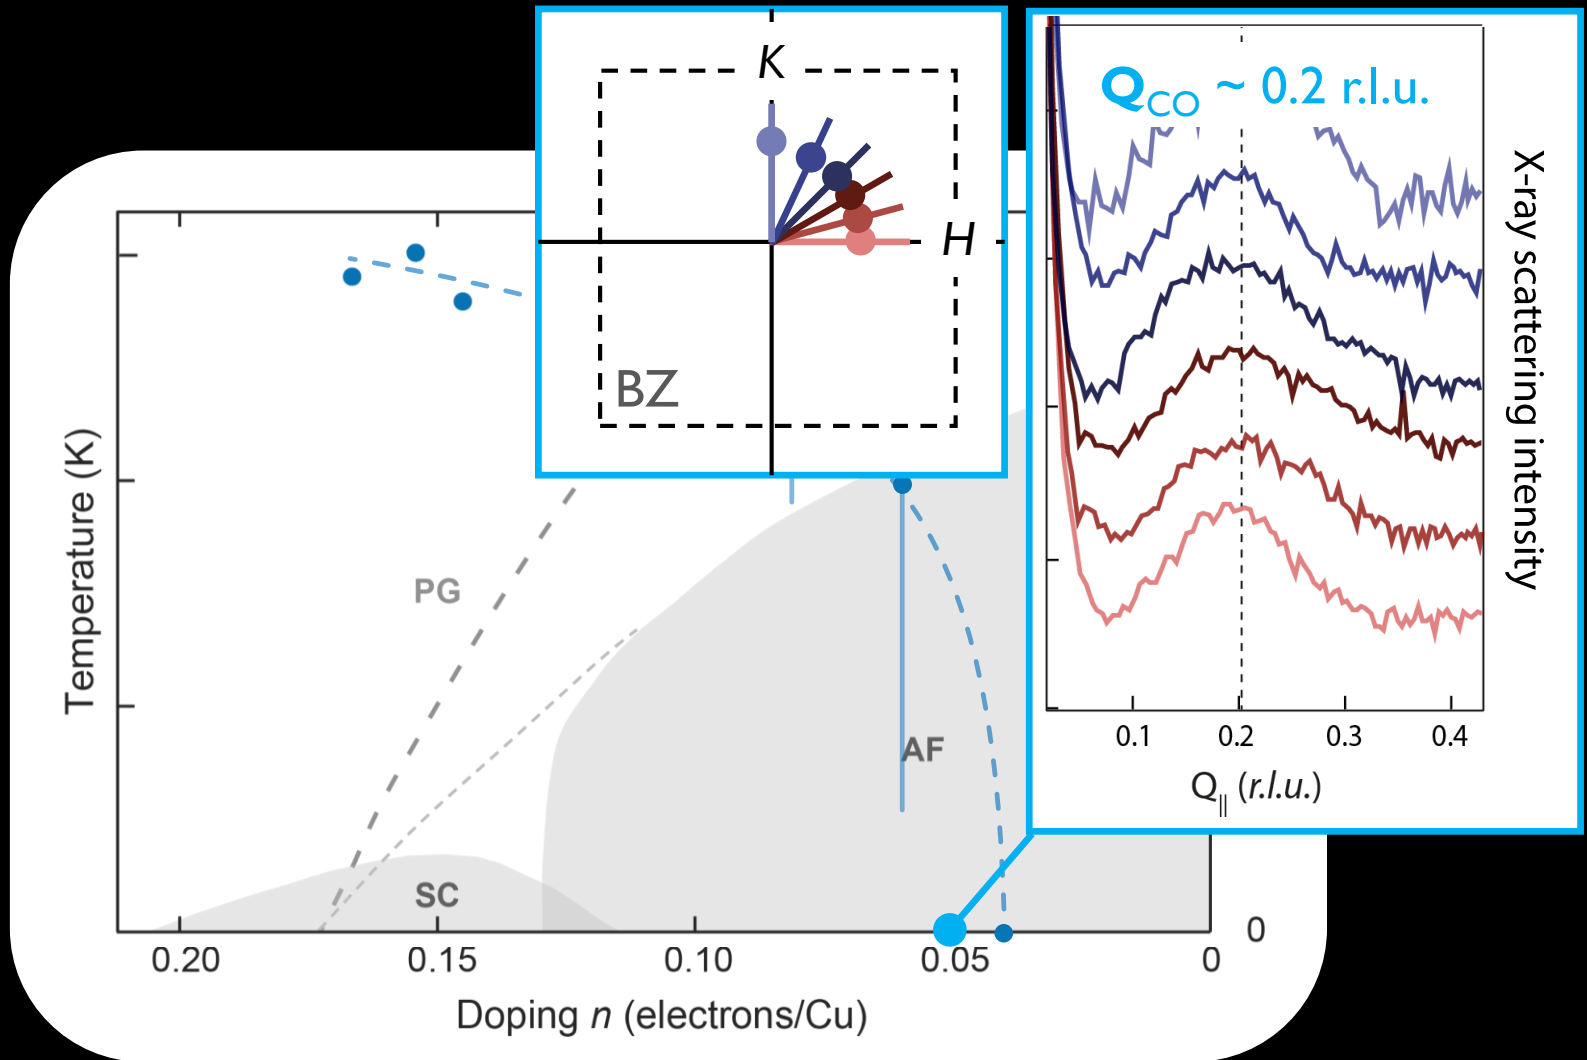 K
H
BZ
Q_CO ~ 0.2 r.l.u.
X-ray scattering intensity
0.1 0.2 0.3 0.4
Q_|| (r.l.u.)
Temperature (K)
PG
AF
SC
0
0.20 0.15 0.10 0.05 0
Doping n (electrons/Cu)